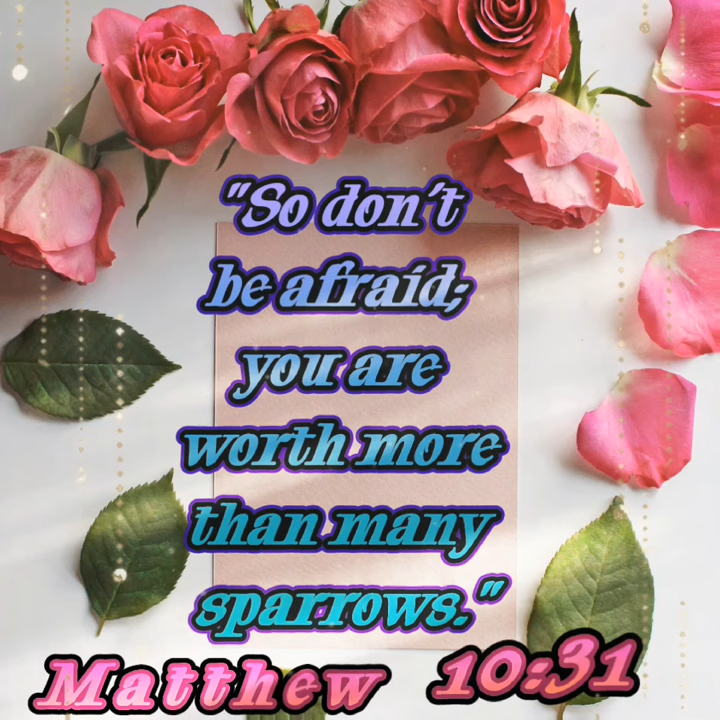 "So don't
be afraid;
you are
worth more
than many
sparrows."
Matthew 10:31